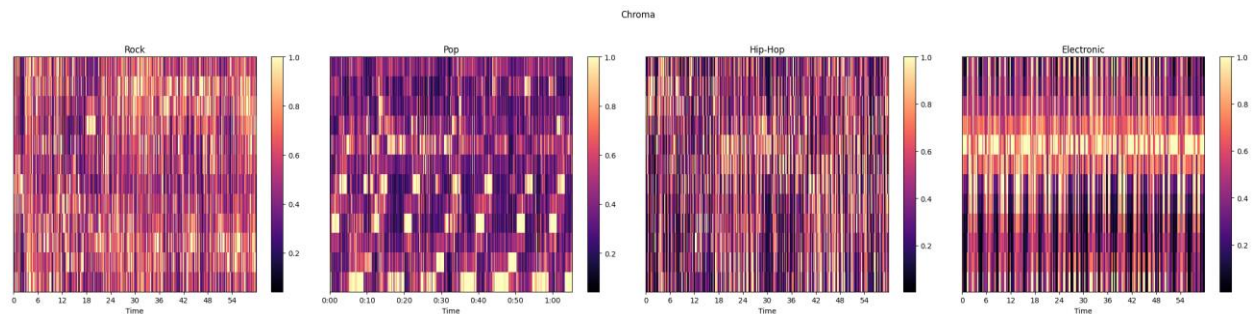 Chroma
Rock Pop Hip-Hop Electronic
1.0 1.0 1.0 1.0
0.8 0.8 0.8 0.8
0.6 0.6 0.6 0.6
0.4 0.4 0.4 0.4
0.2 0.2 0.2 0.2
0 6 12 18 24 30 36 42 48 54 0:00 0:10 0:20 0:30 0:40 0:50 1:00 0 6 12 18 24 30 36 42 48 54 0 6 12 18 24 30 36 42 48 54
Time Time Time Time